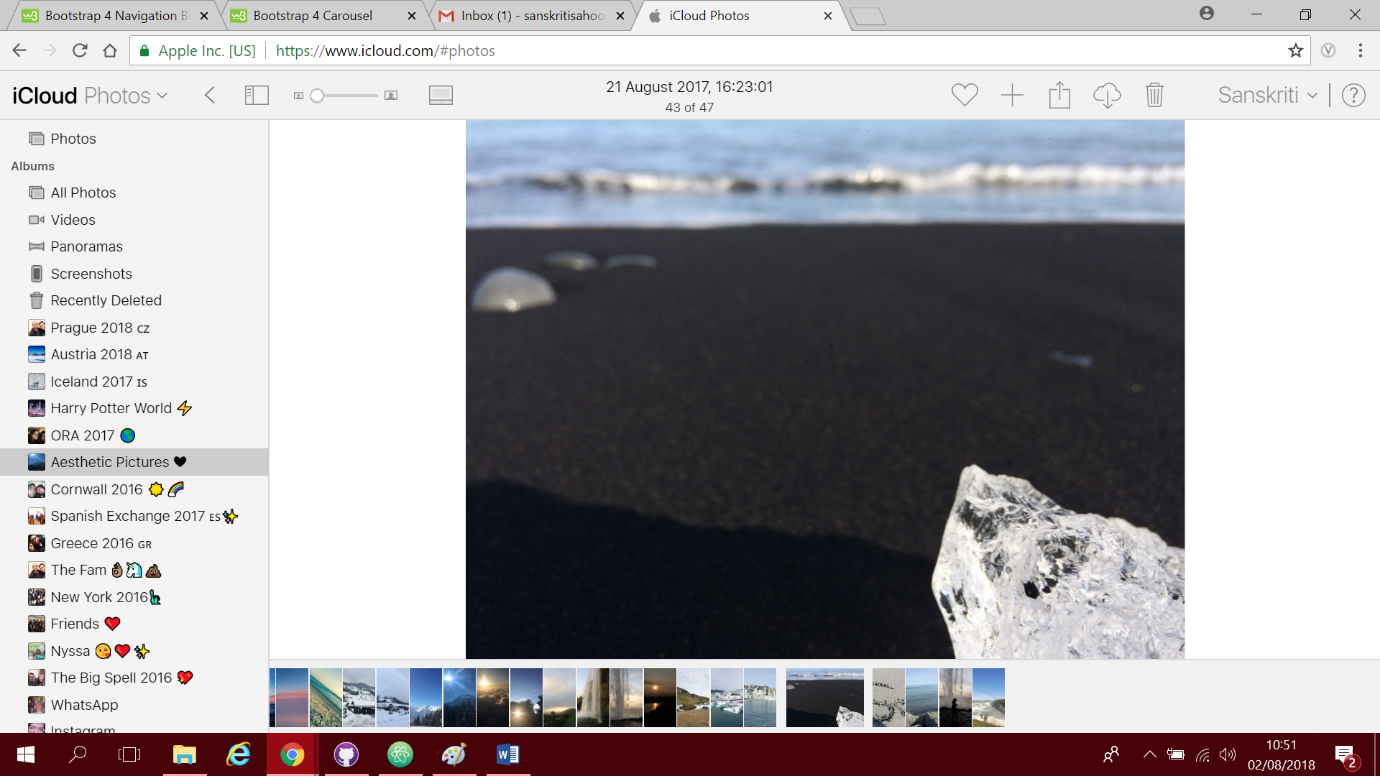 Bootstrap 4 Navigation B
Bootstrap 4 Carousel
Inbox (1) - sanskritisahoo
iCloud Photos
Apple Inc. [US]
https://www.icloud.com/#photos
iCloud Photos
21 August 2017, 16:23:01
43 of 47
Sanskriti
?
Photos
Albums
All Photos
Videos
Panoramas
Screenshots
Recently Deleted
Prague 2018 CZ
Austria 2018 AT
Iceland 2017 IS
Harry Potter World ⚡
ORA 2017 🌍
Aesthetic Pictures 🖤
Cornwall 2016 ☀️🌈
Spanish Exchange 2017 ES✨
Greece 2016 GR
The Fam 👌🏾🦄💩
New York 2016🗽
Friends ❤️
Nyssa 😘❤️✨
The Big Spell 2016 💖
WhatsApp
Instagram
10:51
02/08/2018
2